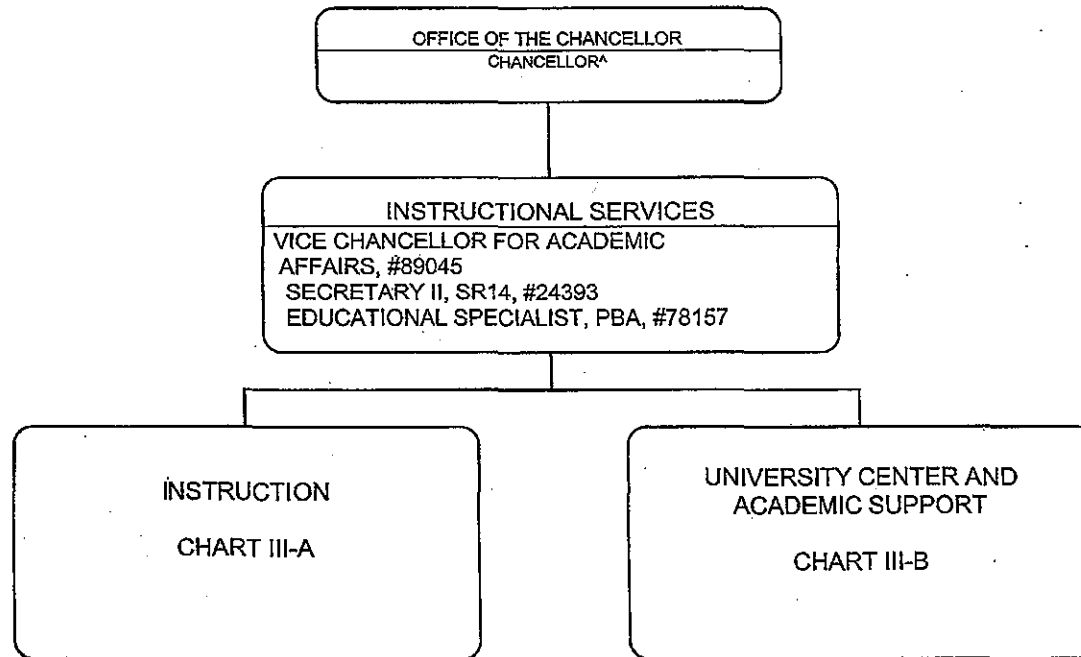 OFFICE OF THE CHANCELLOR
CHANCELLOR^
INSTRUCTIONAL SERVICES
VICE CHANCELLOR FOR ACADEMIC
AFFAIRS, #89045
SECRETARY II, SR14, #24393
EDUCATIONAL SPECIALIST, PBA, #78157
INSTRUCTION
CHART III-A
UNIVERSITY CENTER AND
ACADEMIC SUPPORT
CHART III-B